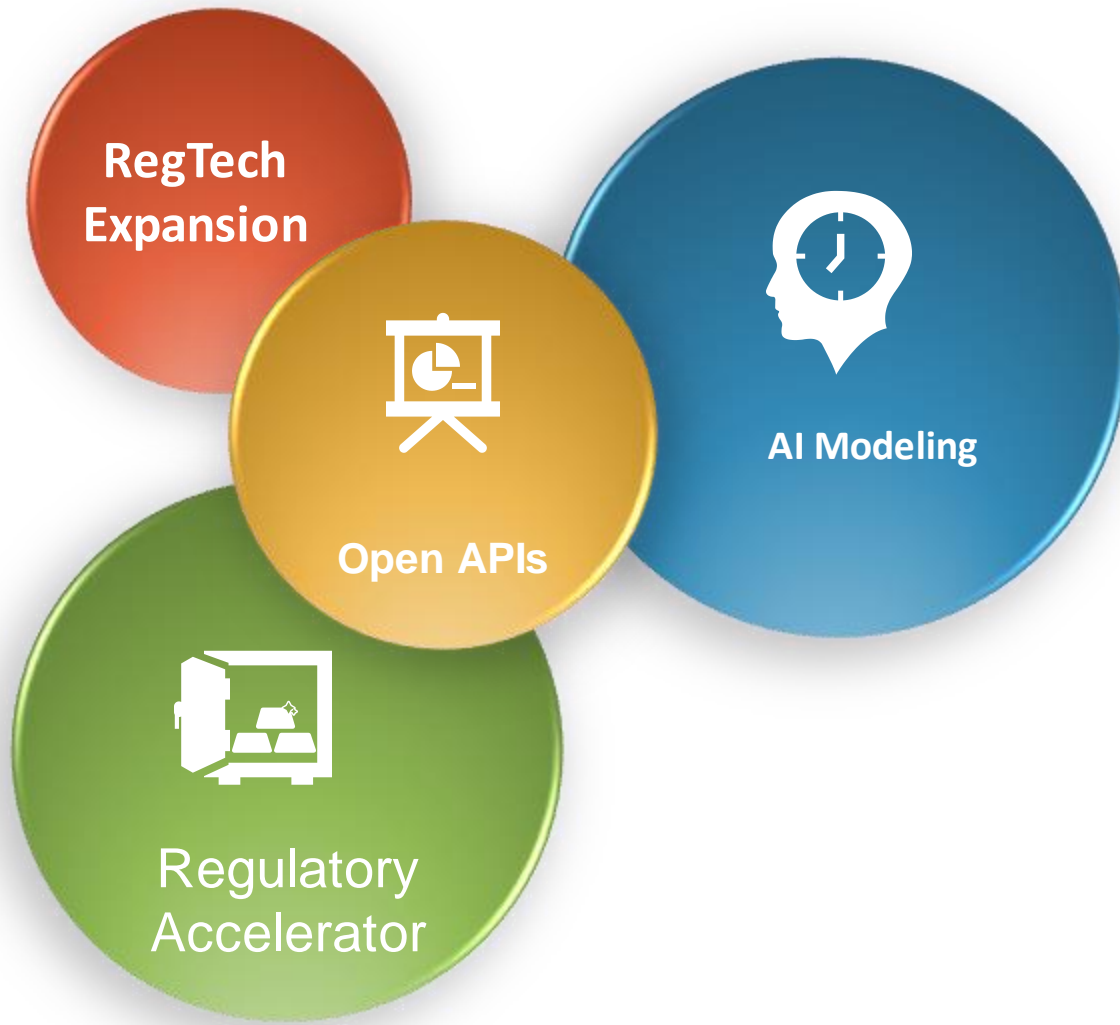 RegTech
Expansion
AI Modeling
Open APIs
Regulatory
Accelerator